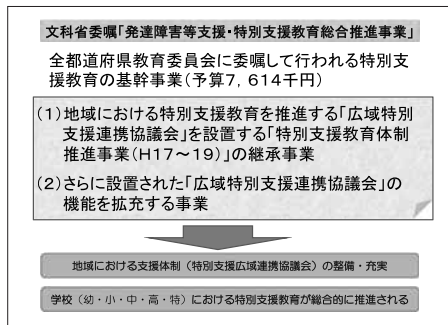 文科省委嘱「発達障害等支援・特別支援教育総合推進事業」
全都道府県教育委員会に委嘱して行われる特別支
援教育の基幹事業(予算7,614千円)
(1)地域における特別支援教育を推進する「広域特別
支援連携協議会」を設置する「特別支援教育体制
推進事業(H17～19)」の継承事業
(2)さらに設置された「広域特別支援連携協議会」の
機能を拡充する事業
地域における支援体制(特別支援広域連携協議会)の整備・充実
学校(幼・小・中・高・特)における特別支援教育が総合的に推進される